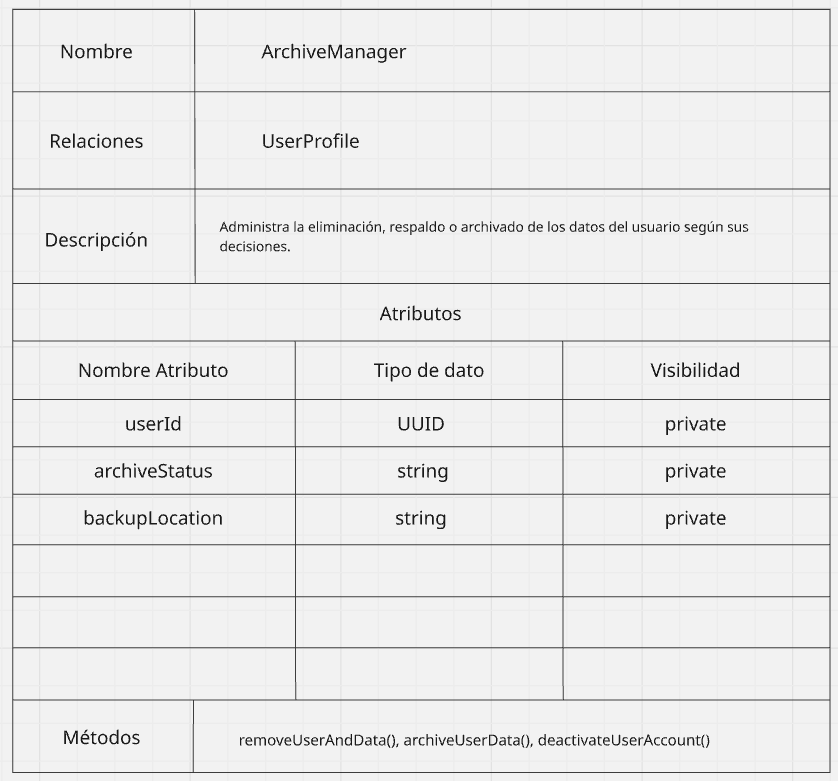 Nombre ArchiveManager
Relaciones UserProfile
Descripción Administra la eliminación, respaldo o archivado de los datos del usuario según sus
decisiones.
Atributos
Nombre Atributo Tipo de dato Visibilidad
userId UUID private
archiveStatus string private
backupLocation string private
Métodos removeUserAndData(), archiveUserData(), deactivateUserAccount()